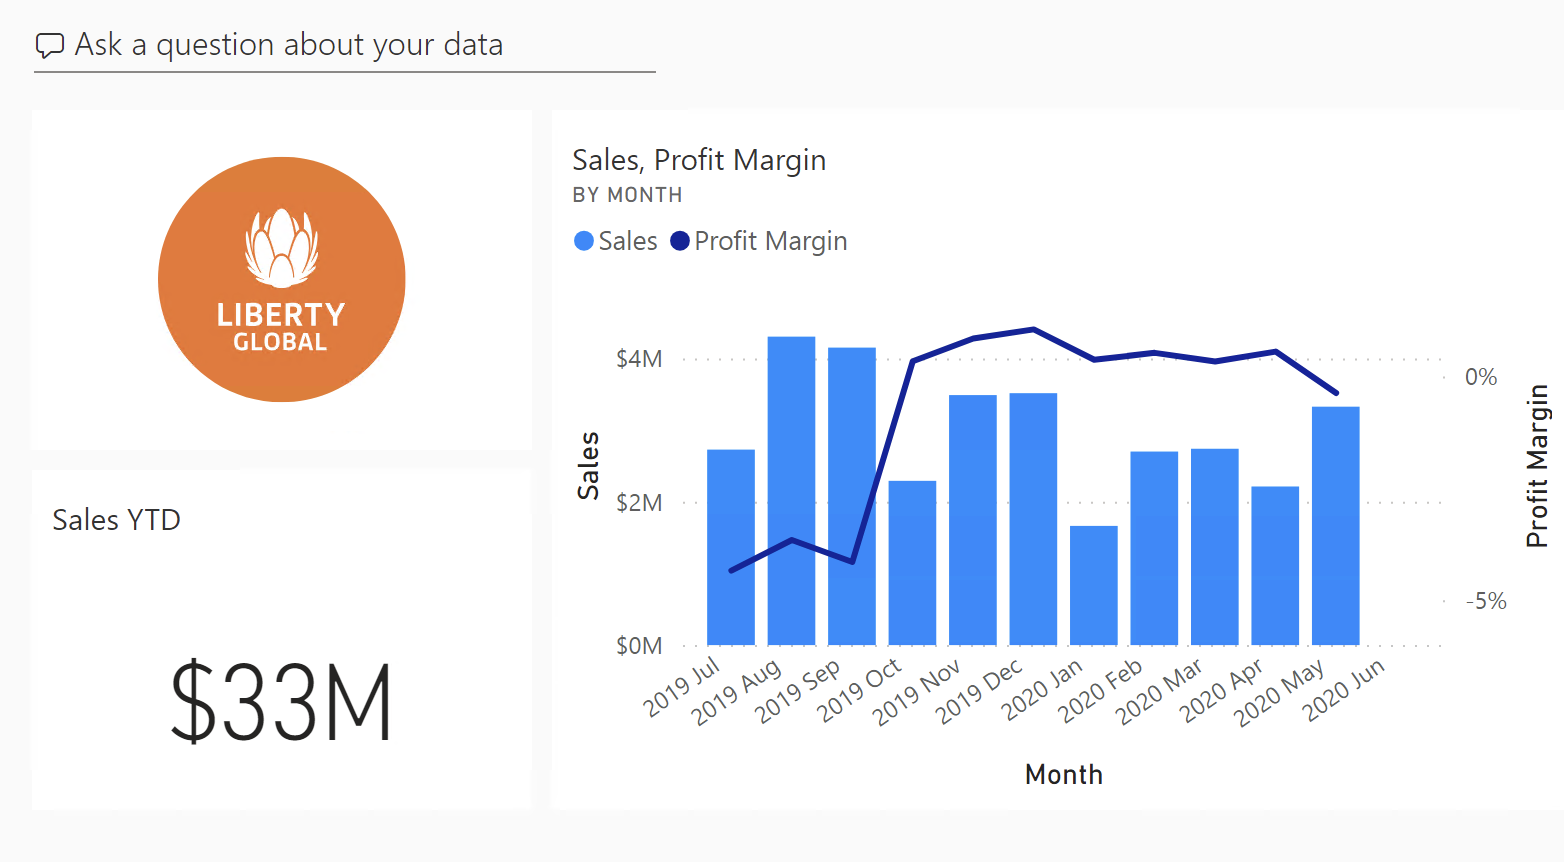 Ask a question about your data
LIBERTY
GLOBAL
Sales YTD
$33M
Sales, Profit Margin
BY MONTH
Sales Profit Margin
$4M
$2M
$0M
Sales
0%
-5%
Profit Margin
2019 Jul
2019 Aug
2019 Sep
2019 Oct
2019 Nov
2019 Dec
2020 Jan
2020 Feb
2020 Mar
2020 Apr
2020 May
2020 Jun
Month